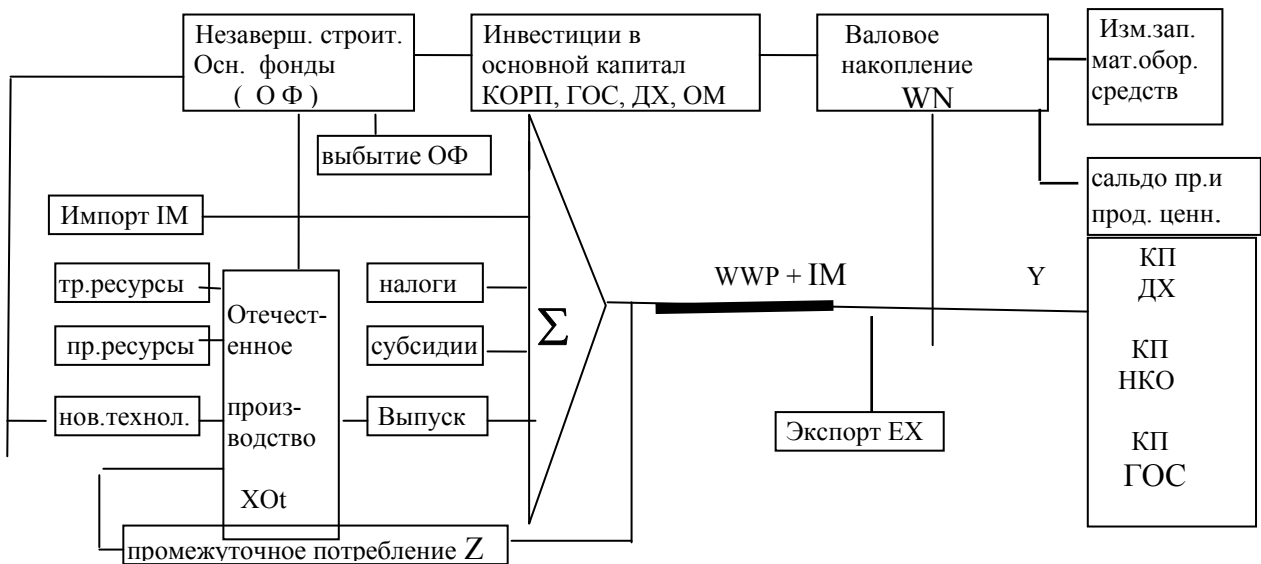 Незаверш. строит.
Осн. фонды
( О Ф )
Инвестиции в
основной капитал
КОРП, ГОС, ДХ, ОМ
Валовое
накопление
WN
Изм.зап.
мат.обор.
средств
выбытие ОФ
сальдо пр.и
прод. ценн.
Импорт IM
тр.ресурсы
пр.ресурсы
нов.технол.
Отечест-
енное
произ-
водство
XOt
налоги
субсидии
Выпуск
Σ
WWP + IM
Y
Экспорт EX
КП
ДХ
КП
НКО
КП
ГОС
промежуточное потребление Z